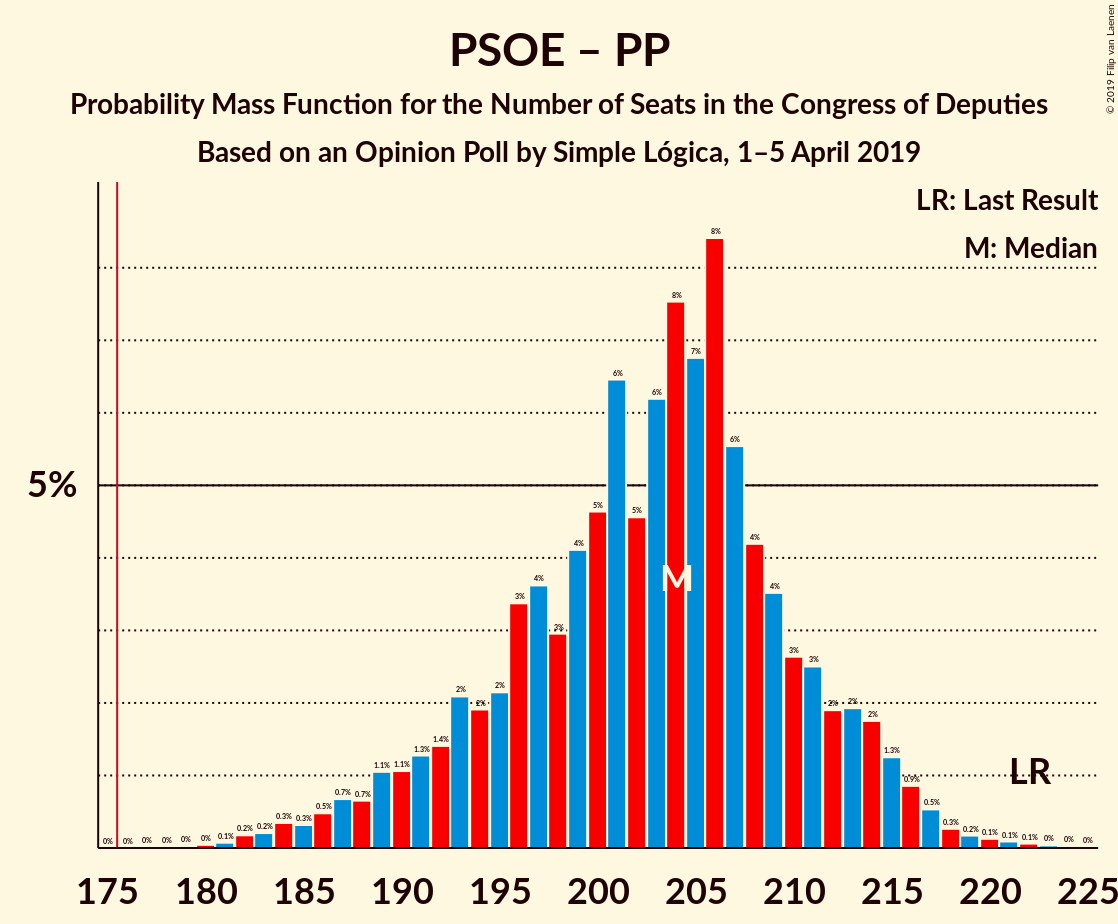 PSOE – PP
Probability Mass Function for the Number of Seats in the Congress of Deputies
Based on an Opinion Poll by Simple Lógica, 1–5 April 2019
© 2019 Filip van Laenen
LR: Last Result
M: Median
5%
0% 0% 0% 0% 0% 0% 0.1% 0.2% 0.2% 0.3% 0.3% 0.5% 0.7% 0.7% 1.1% 1.1% 1.3% 1.4% 2% 2% 2% 3% 4% 3% 4% 5% 6% 5% 6% 8% 7% 8% 6% 4% 4% 3% 3% 2% 2% 2% 1.3% 0.9% 0.5% 0.3% 0.2% 0.1% 0.1% 0.1% 0% 0% 0%
M
LR
175 180 185 190 195 200 205 210 215 220 225